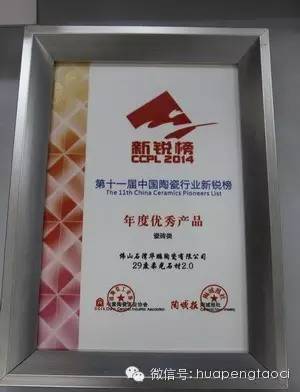 新锐榜
CCPL 2014
第十一届中国陶瓷行业新锐榜
The 11th China Ceramics Pioneers List
年度优秀产品
瓷砖类
佛山石湾华鹏陶瓷有限公司
29度柔光石材2.0
陶城报
微信号: huapengtaoci